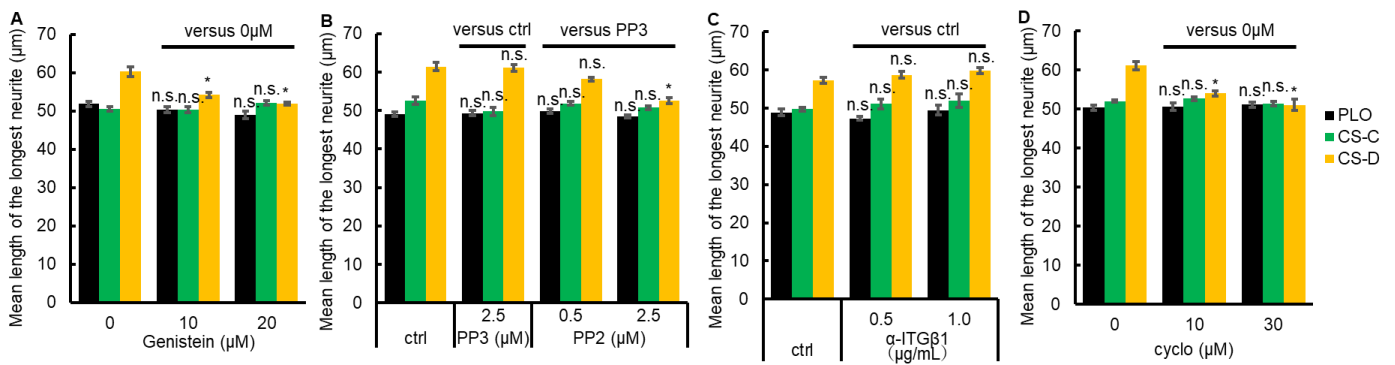 A
Mean length of the longest neurite (μm)
70
60
50
40
30
20
10
0
versus 0μM
n.s. n.s. *
n.s. n.s. *
0 10 20
Genistein (μM)
B
Mean length of the longest neurite (μm)
70
60
50
40
30
20
10
0
versus ctrl versus PP3
n.s. n.s. n.s.
n.s. n.s. n.s.
n.s. n.s. *
2.5 0.5 2.5
ctrl PP3 (μM) PP2 (μM)
C
Mean length of the longest neurite (μm)
70
60
50
40
30
20
10
0
versus ctrl
n.s. n.s. n.s.
n.s. n.s. n.s.
0.5 1.0
ctrl α-ITGβ1
(μg/mL)
D
Mean length of the longest neurite (μm)
70
60
50
40
30
20
10
0
versus 0μM
n.s. n.s. *
n.s. n.s. *
0 10 30
cyclo (μM)
PLO
CS-C
CS-D